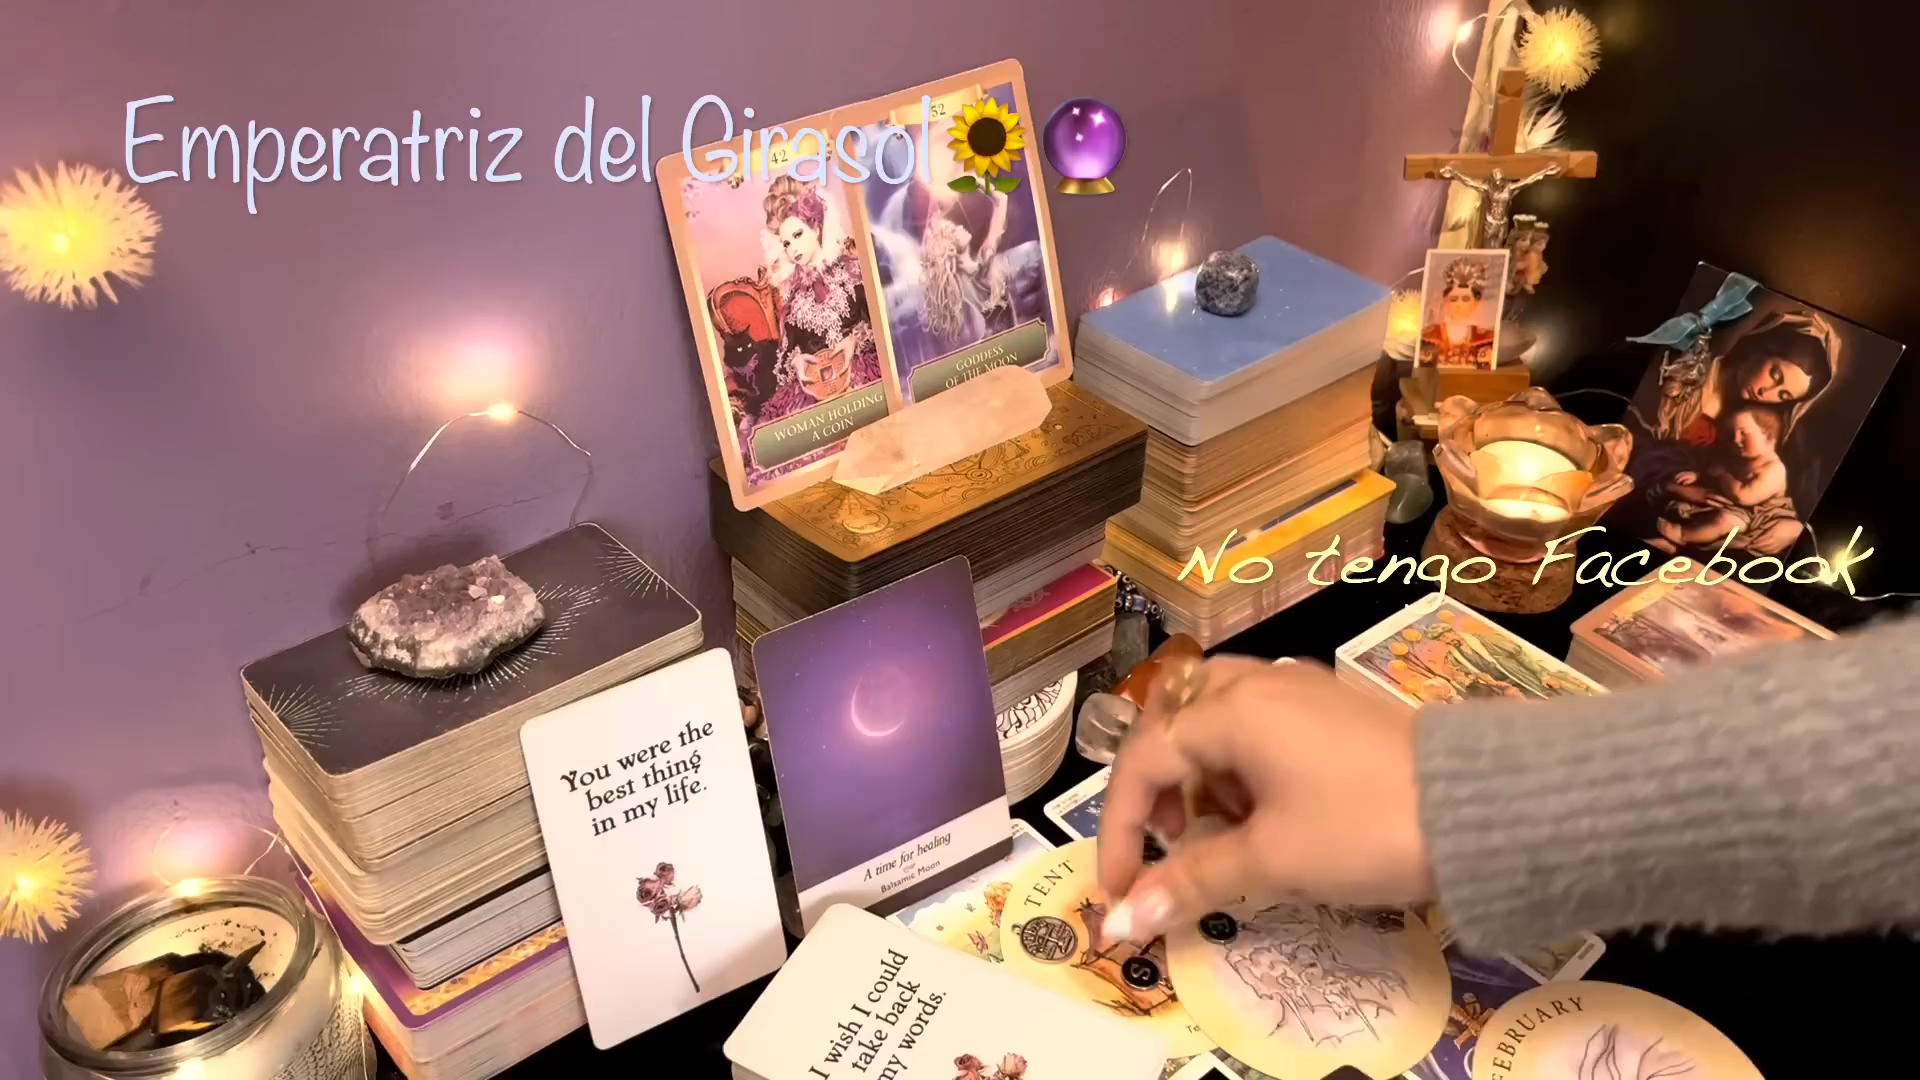 Emperatriz del Girasol🌻🔮
42
52
WOMAN HOLDING
A COIN
GODDESS
OF THE MOON
No tengo Facebook
You were the
best thing
in my life.
A time for healing
Balsamic Moon
TENT
S
I wish I could
take back
my words.
FEBRUARY